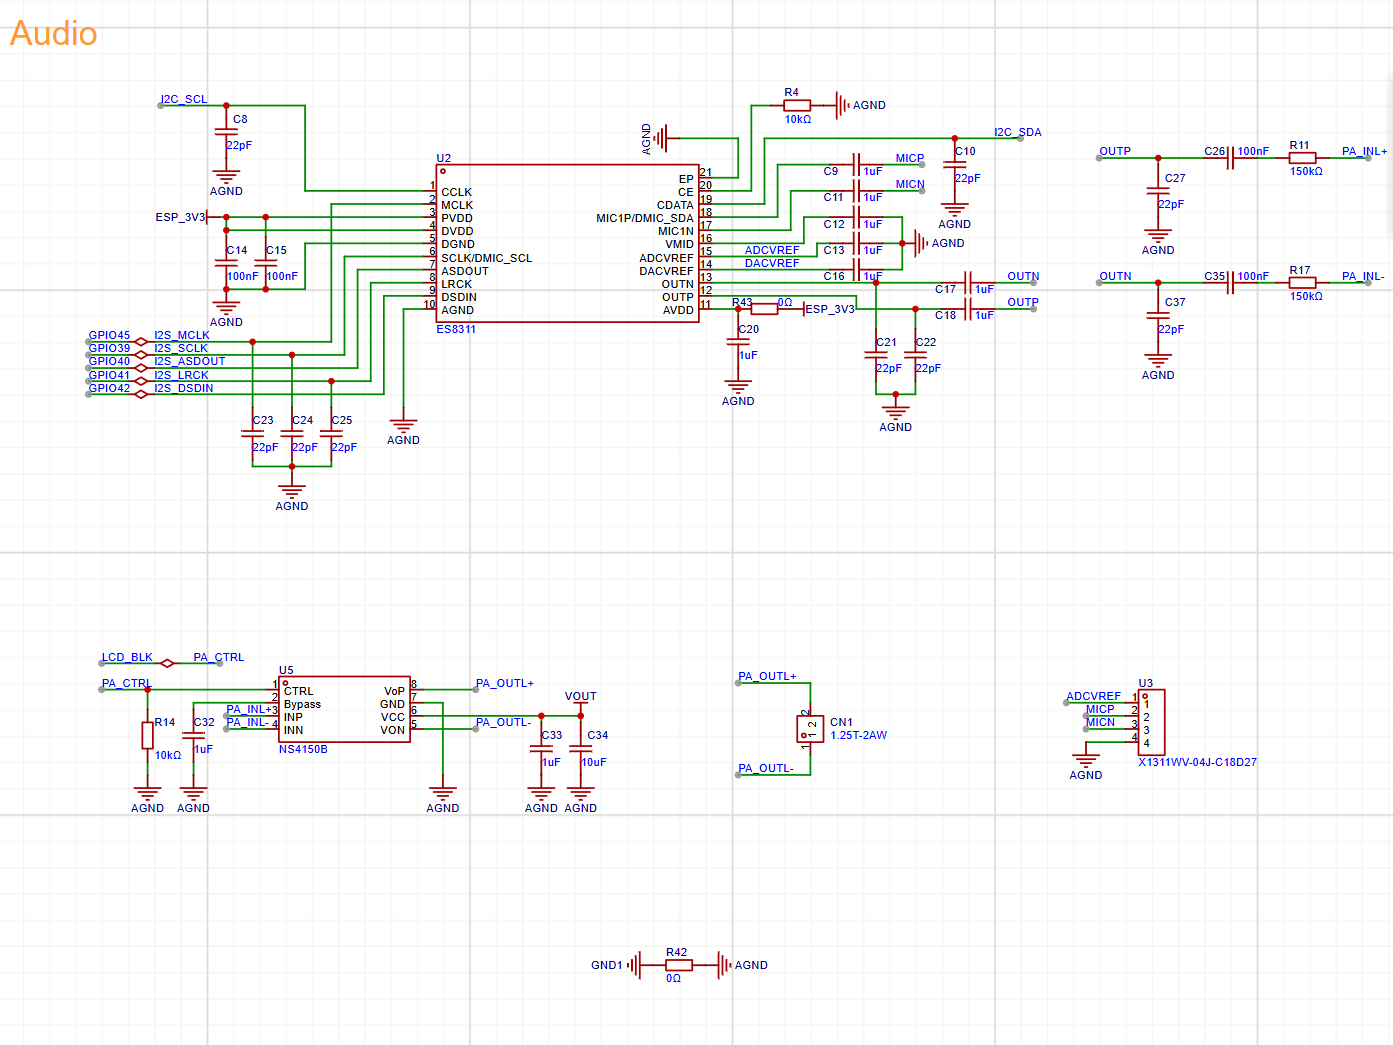 Audio
I2C_SCL
C8
22pF
AGND
ESP_3V3
C14
100nF
C15
100nF
AGND
U2
1 CCLK
2 MCLK
3 PVDD
4 DVDD
5 DGND
6 SCLK/DMIC_SCL
7 ASDOUT
8 LRCK
9 DSDIN
10 AGND
EP 21
CE 20
CDATA 19
MIC1P/DMIC_SDA 18
MIC1N 17
VMID 16
ADCVREF 15
DACVREF 14
OUTN 13
OUTP 12
AVDD 11
ES8311
AGND
R4
10kΩ
AGND
I2C_SDA
C10
22pF
AGND
C9 1uF MICP
C11 1uF MICN
C12 1uF
ADCVREF C13 1uF
AGND
DACVREF C16 1uF
C17 1uF OUTN
C18 1uF OUTP
R43 0Ω ESP_3V3
C20
1uF
AGND
C21
22pF
C22
22pF
AGND
OUTP
C26 100nF
R11
150kΩ
PA_INL+
C27
22pF
AGND
OUTN
C35 100nF
R17
150kΩ
PA_INL-
C37
22pF
AGND
GPIO45 I2S_MCLK
GPIO39 I2S_SCLK
GPIO40 I2S_ASDOUT
GPIO41 I2S_LRCK
GPIO42 I2S_DSDIN
C23
22pF
C24
22pF
C25
22pF
AGND
AGND
LCD_BLK PA_CTRL
PA_CTRL
R14
10kΩ
AGND
C32
1uF
AGND
PA_INL+
PA_INL-
U5
1 CTRL
2 Bypass
3 INP
4 INN
VoP 8
GND 7
VCC 6
VON 5
NS4150B
PA_OUTL+
PA_OUTL-
AGND
VOUT
C33
1uF
AGND
C34
10uF
AGND
PA_OUTL+
2
2
1
1
CN1
1.25T-2AW
PA_OUTL-
U3
ADCVREF 1 1
MICP 2 2
MICN 3 3
4 4
AGND
X1311WV-04J-C18D27
GND1
R42
0Ω
AGND